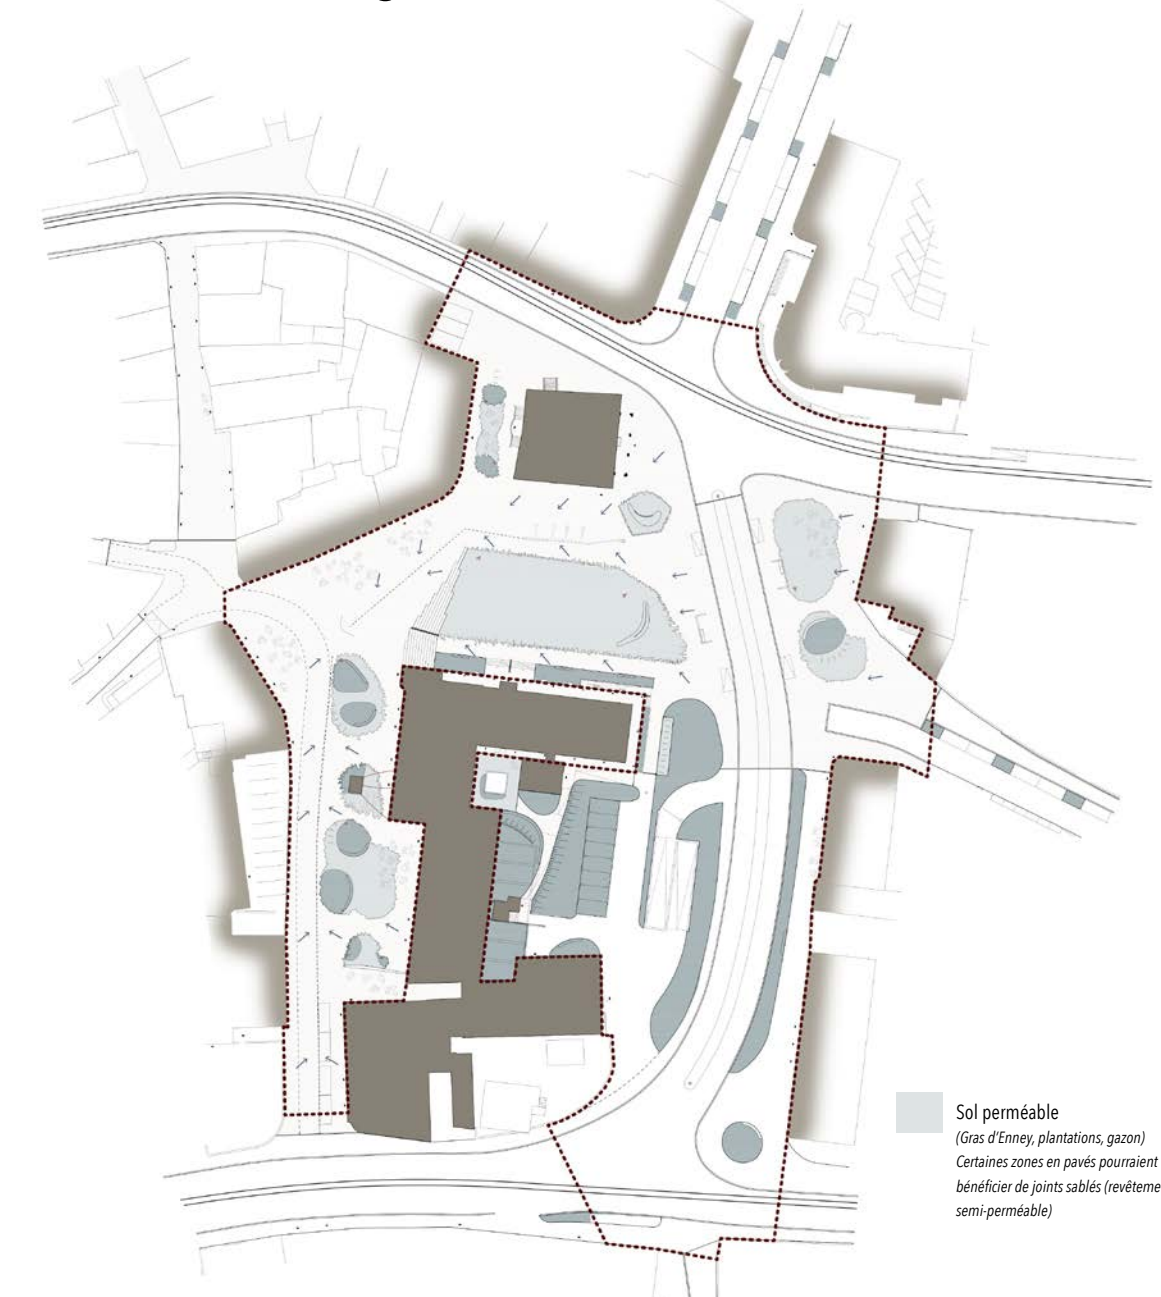 Sol perméable
(Gras d'Enney, plantations, gazon)
Certaines zones en pavés pourraient
bénéficier de joints sablés (revêteme
semi-perméable)